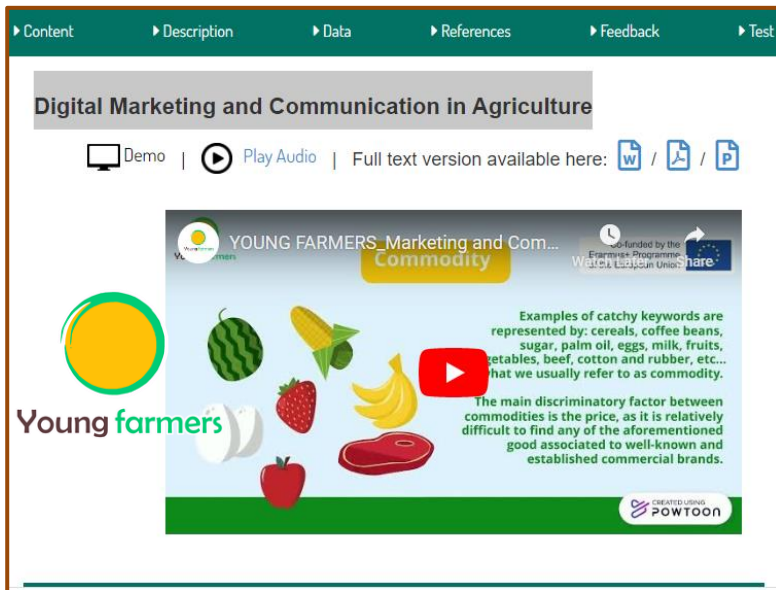 Content Description Data References Feedback Test
Digital Marketing and Communication in Agriculture
Demo | Play Audio | Full text version available here: W / / P
YOUNG FARMERS_Marketing and Com...
Commodity
Co-funded by the
Erasmus+ Programme
of the European Union
Watch Later
Share
Examples of catchy keywords are
represented by: cereals, coffee beans,
sugar, palm oil, eggs, milk, fruits,
vegetables, beef, cotton and rubber, etc...
what we usually refer to as commodity.
The main discriminatory factor between
commodities is the price, as it is relatively
difficult to find any of the aforementioned
good associated to well-known and
established commercial brands.
Young farmers
CREATED USING
POWTOON